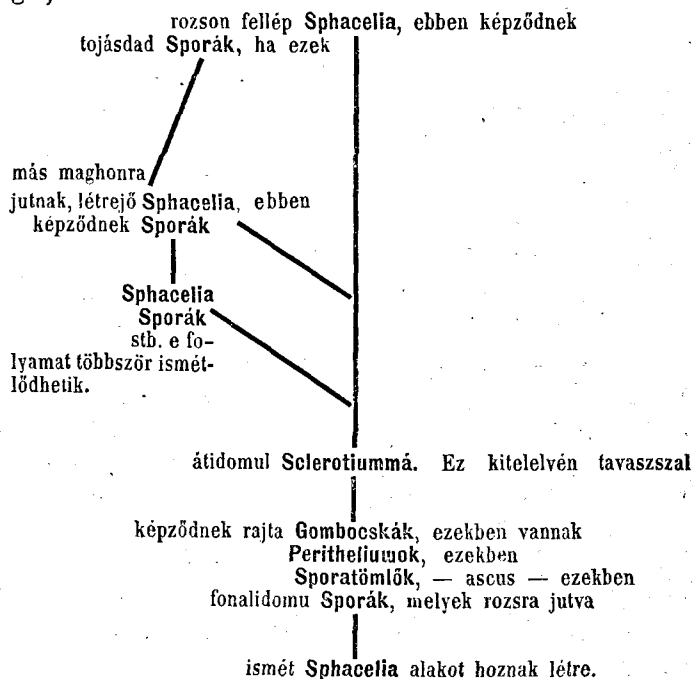 rozson fellép Sphacelia, ebben képződnek
tojásdad Sporák, ha ezek
más maghonra
jutnak, létrejő Sphacelia, ebben
képződnek Sporák
Sphacelia
Sporák
stb. e fo-
lyamat többször ismét-
lődhetik.
átidomul Sclerotiummá. Ez kitelelvén tavaszszal
képződnek rajta Gombocskák, ezekben vannak
Peritheliumok, ezekben
Sporatömlők, — ascus — ezekben
fonalidomu Sporák, melyek rozsra jutva
ismét Sphacelia alakot hoznak létre.